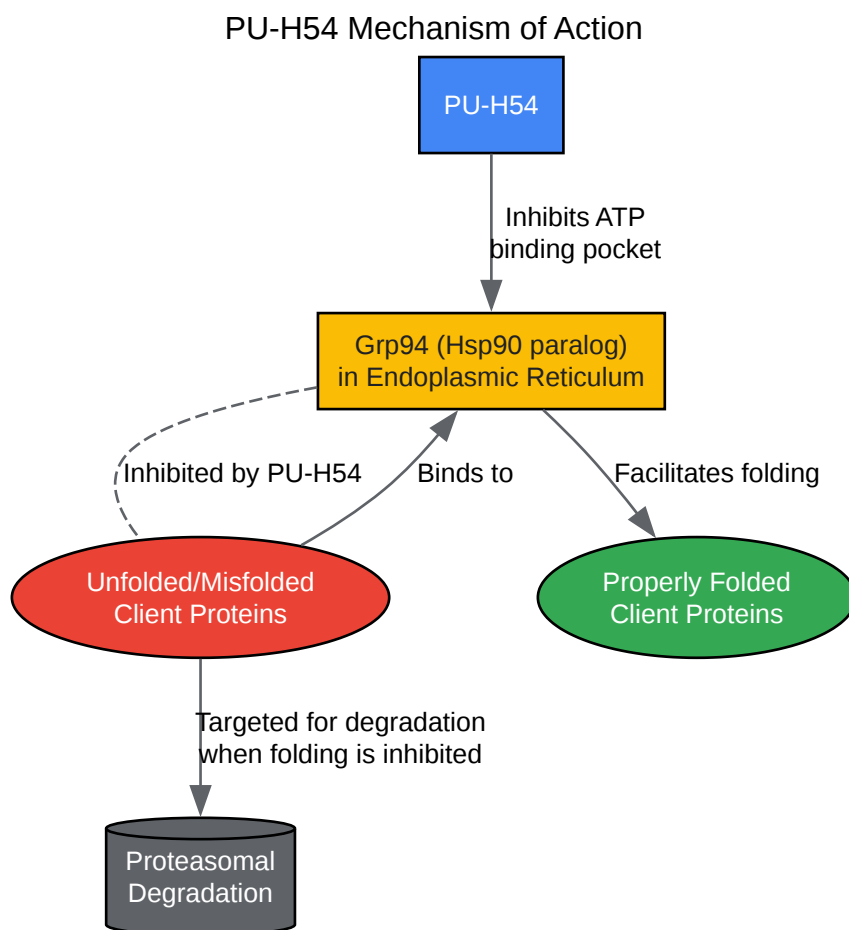 PU-H54 Mechanism of Action
PU-H54
Inhibits ATP
binding pocket
Grp94 (Hsp90 paralog)
in Endoplasmic Reticulum
Inhibited by PU-H54
Binds to
Facilitates folding
Unfolded/Misfolded
Client Proteins
Properly Folded
Client Proteins
Targeted for degradation
when folding is inhibited
Proteasomal
Degradation